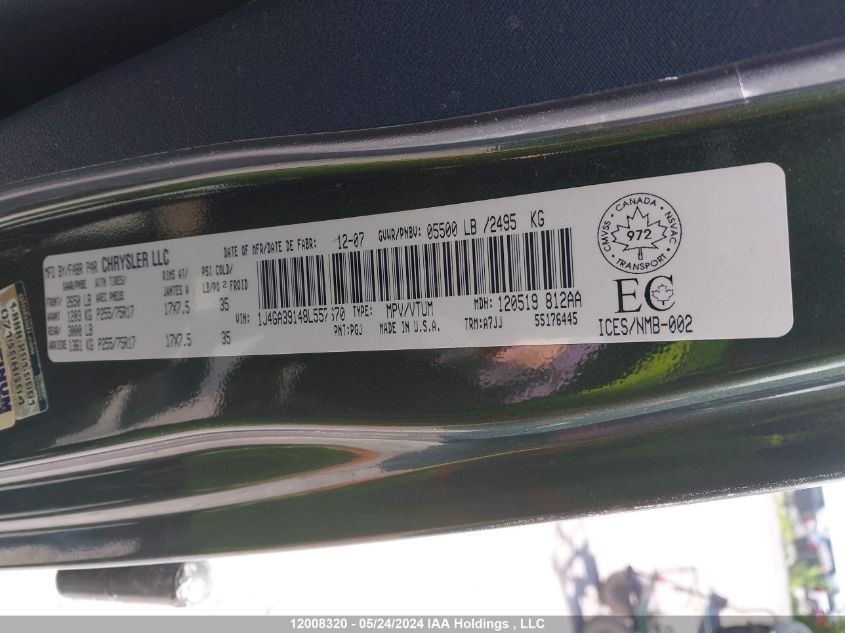 MFD BY/FABR PAR CHRYSLER LLC
DATE OF MFR/DATE DE FABR: 12-07
GVWR/PNBV: 05500 LB /2495 KG
GAWR/PNBE WITH TIRES/ RIMS AT/ PSI COLD/
AVEC PNEUS JANTES A LB/PO2 FROID
FRONT/ 2650 LB
AVANT 1203 KG P255/75R17 17X7.5 35
REAR/ 3000 LB
ARRIERE 1361 KG P255/75R17 17X7.5 35
VIN: 1J4GA39148L557670 TYPE: MPV/VTUM MDH: 120519 812AA
PNT: PGJ MADE IN U.S.A. TRM: A7JJ 55176445
CMVSS CANADA NSVAC
972
TRANSPORT
EC
ICES/NMB-002
12008320 - 05/24/2024 IAA Holdings , LLC